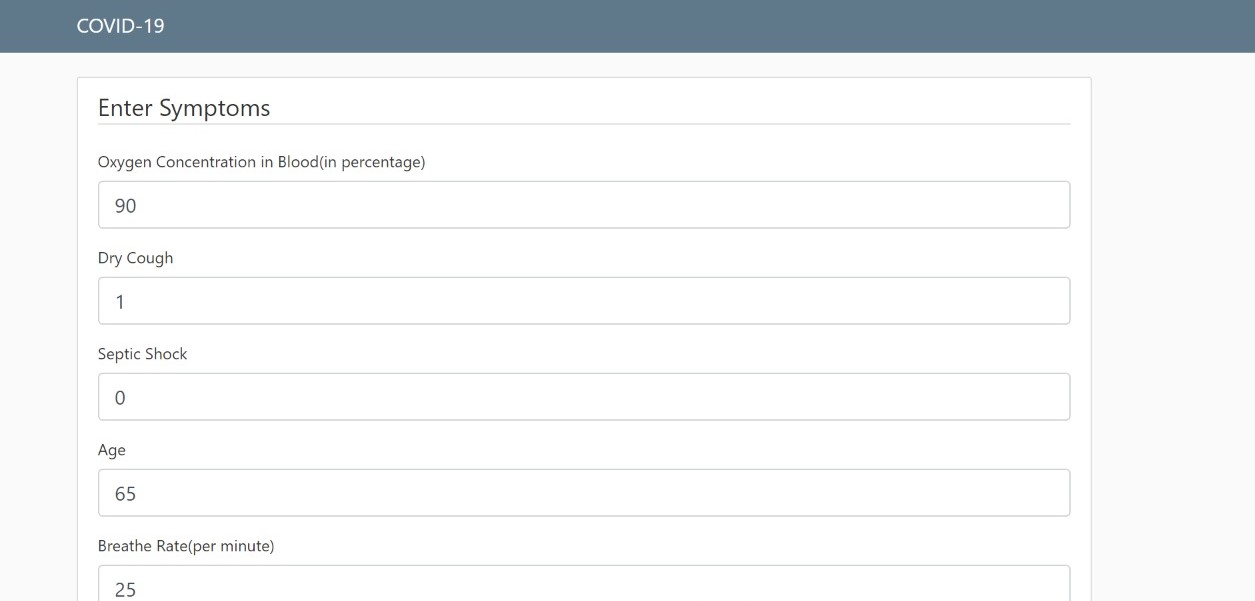 COVID-19
Enter Symptoms
Oxygen Concentration in Blood(in percentage)
90
Dry Cough
1
Septic Shock
0
Age
65
Breathe Rate(per minute)
25